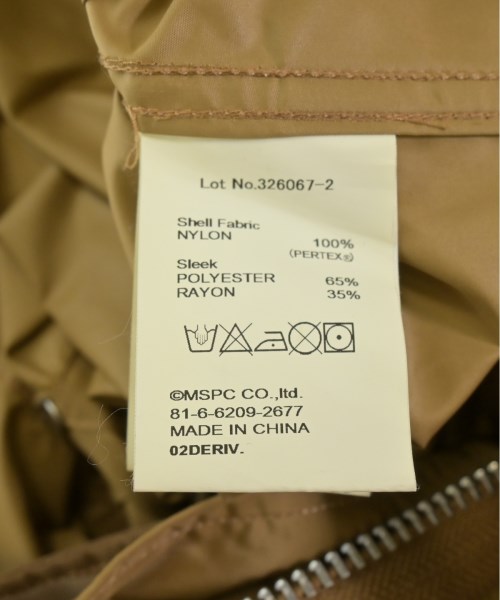 Lot No.326067-2
Shell Fabric
NYLON 100%
(PERTEX®)
Sleek
POLYESTER 65%
RAYON 35%
©MSPC CO.,ltd.
81-6-6209-2677
MADE IN CHINA
02DERIV.